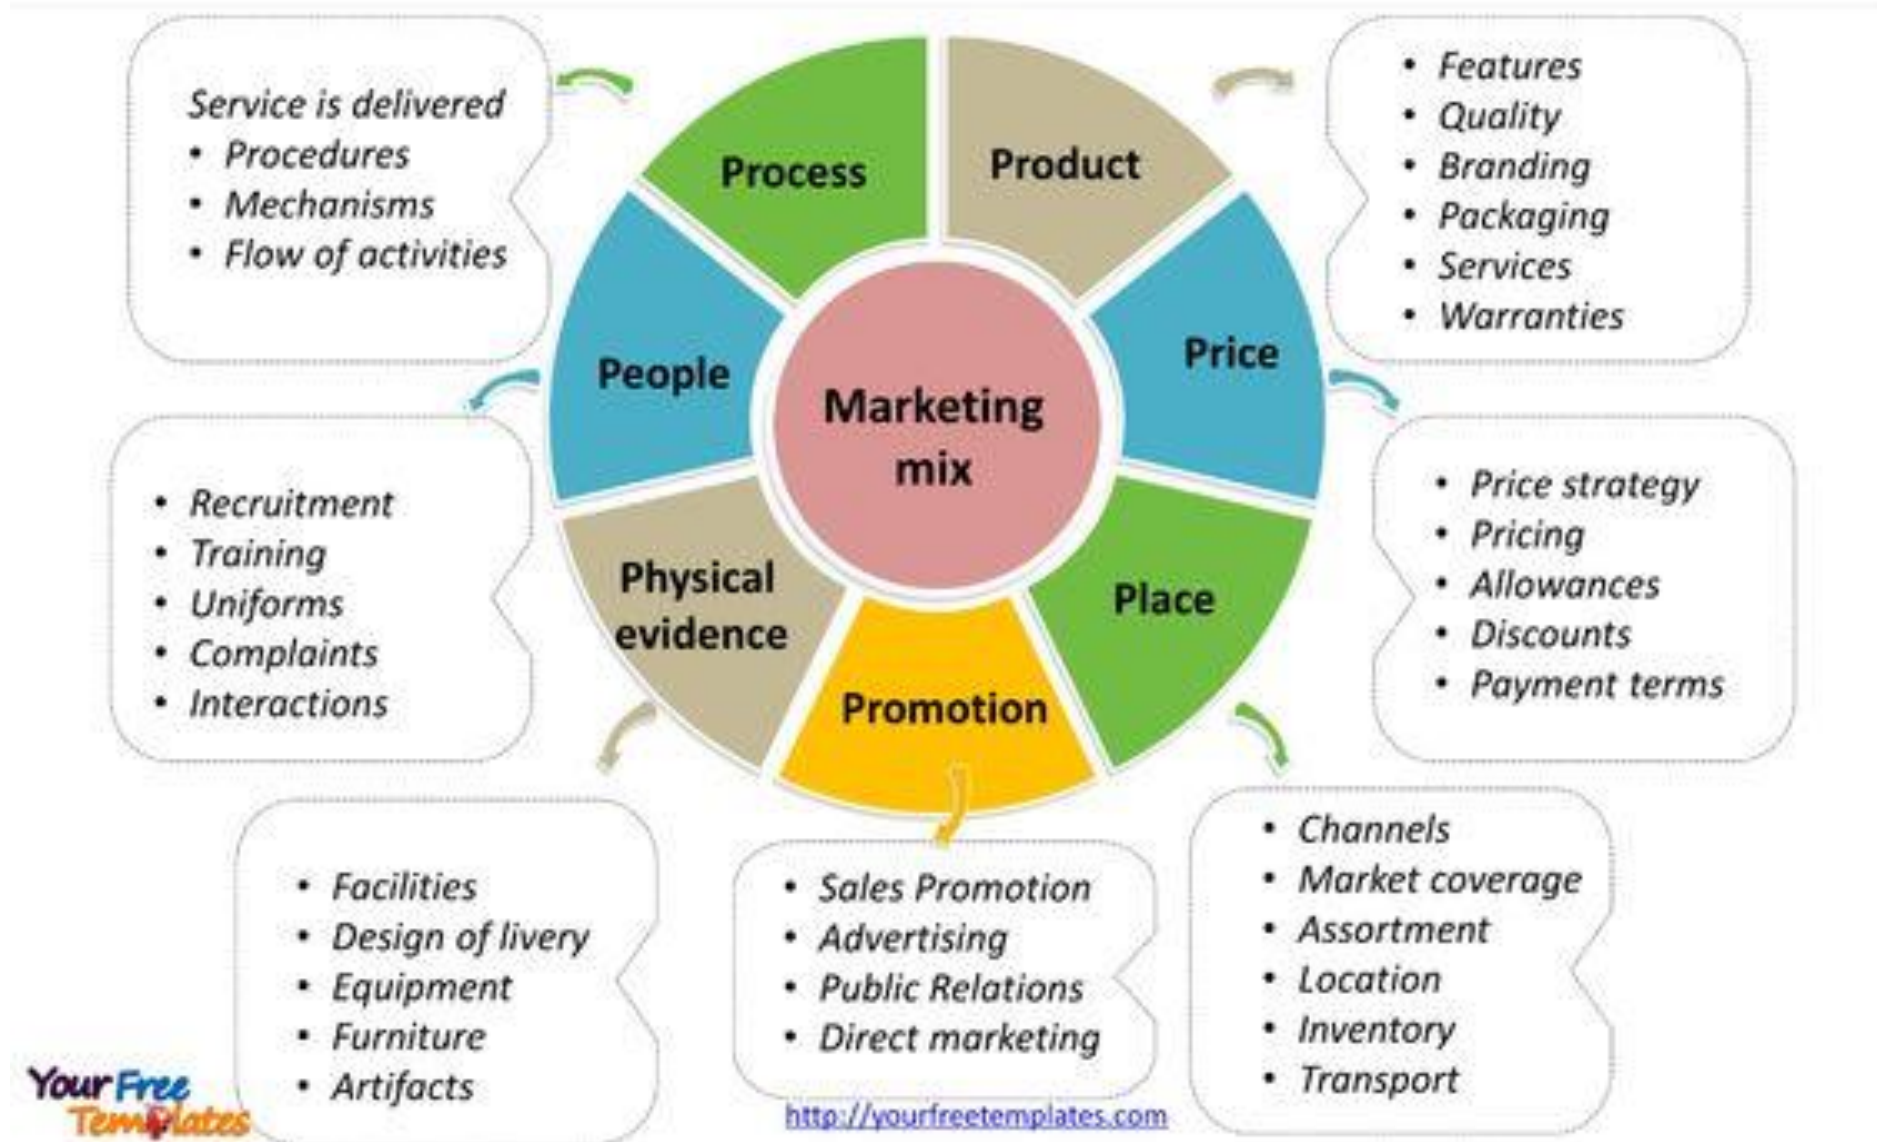 Process
Product
Price
Place
Promotion
Physical
evidence
People
Marketing
mix
Service is delivered
• Procedures
• Mechanisms
• Flow of activities
• Features
• Quality
• Branding
• Packaging
• Services
• Warranties
• Price strategy
• Pricing
• Allowances
• Discounts
• Payment terms
• Channels
• Market coverage
• Assortment
• Location
• Inventory
• Transport
• Sales Promotion
• Advertising
• Public Relations
• Direct marketing
• Facilities
• Design of livery
• Equipment
• Furniture
• Artifacts
• Recruitment
• Training
• Uniforms
• Complaints
• Interactions
Your Free
Templates
http://yourfreetemplates.com